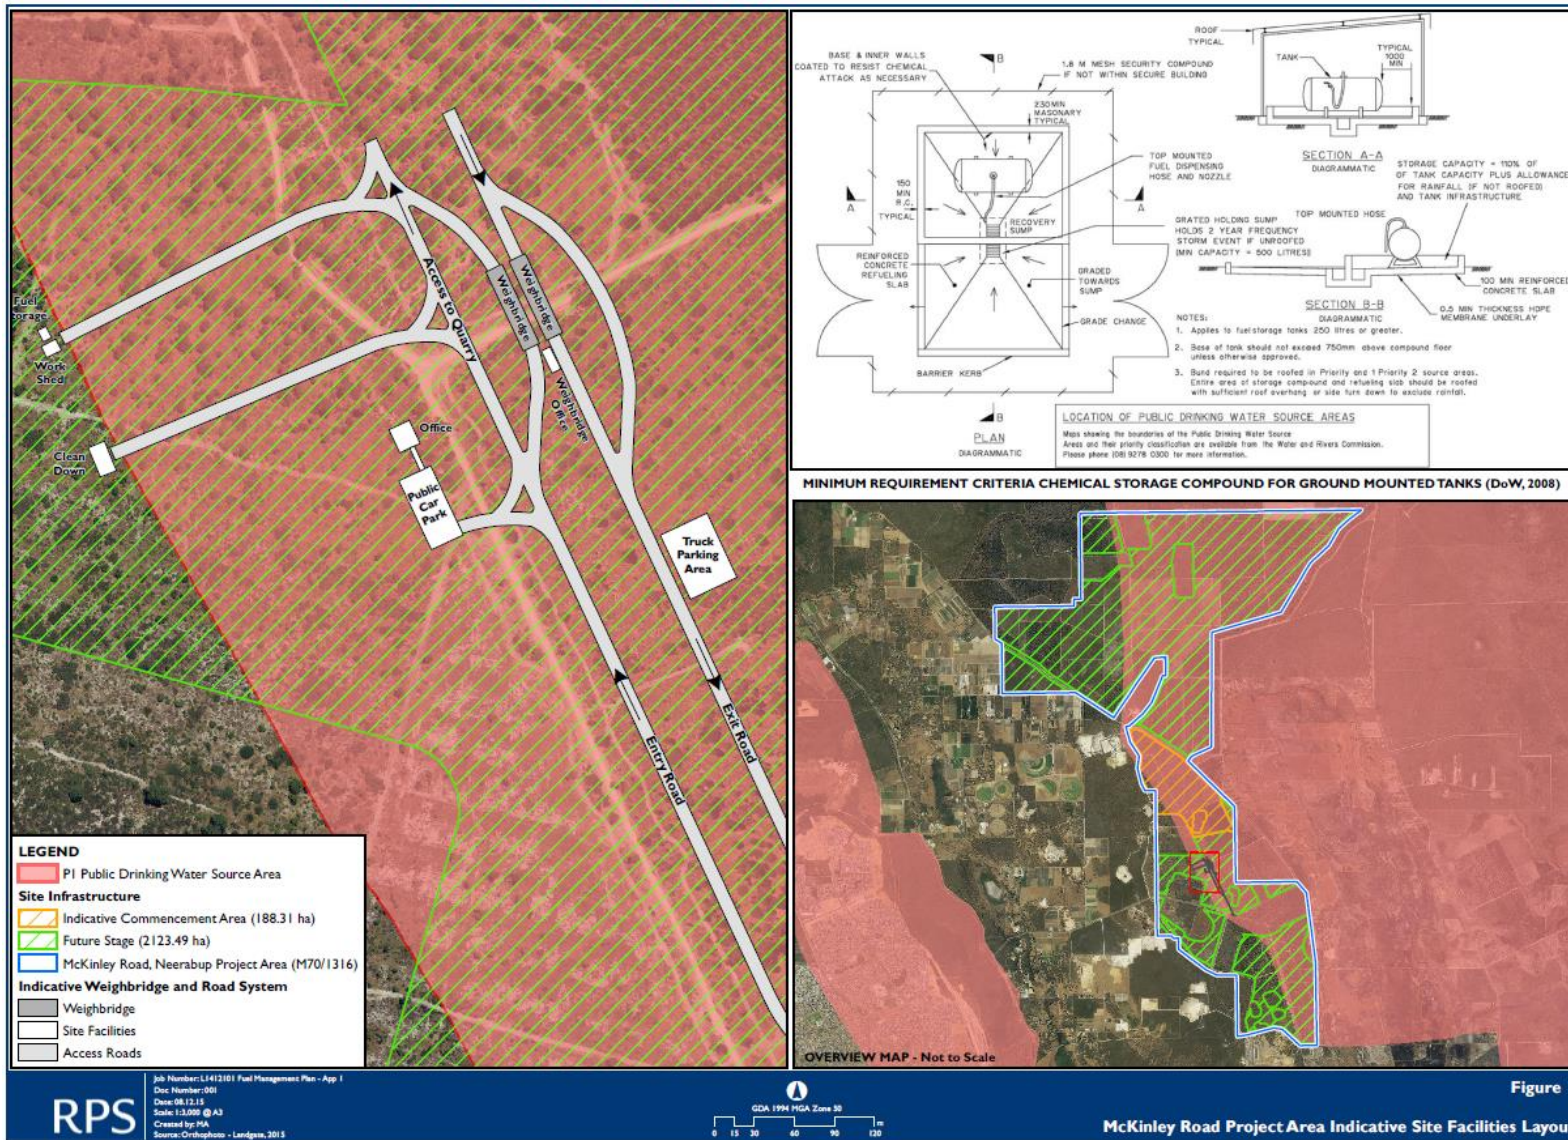 Access to Quarry
Weighbridge
Weighbridge
Weighbridge
Office
Fuel
Storage
Work
Shed
Clean
Down
Office
Public
Car
Park
Truck
Parking
Area
Exit Road
Entry Road
LEGEND
P1 Public Drinking Water Source Area
Site Infrastructure
Indicative Commencement Area (188.31 ha)
Future Stage (2123.49 ha)
McKinley Road, Neerabup Project Area (M70/1316)
Indicative Weighbridge and Road System
Weighbridge
Site Facilities
Access Roads
BASE & INNER WALLS
COATED TO RESIST CHEMICAL
ATTACK AS NECESSARY
B
1.8 M MESH SECURITY COMPOUND
IF NOT WITHIN SECURE BUILDING
230 MIN
MASONARY
TYPICAL
TOP MOUNTED
FUEL DISPENSING
HOSE AND NOZZLE
150
MIN
R.C.
TYPICAL
A
A
RECOVERY
SUMP
GRATED HOLDING SUMP
HOLDS 2 YEAR FREQUENCY
STORM EVENT IF UNROOFED
(MIN CAPACITY = 500 LITRES)
REINFORCED
CONCRETE
REFUELING
SLAB
GRADED
TOWARDS
SUMP
GRADE CHANGE
BARRIER KERB
B
PLAN
DIAGRAMMATIC
ROOF
TYPICAL
TANK
TYPICAL
1000
MIN
SECTION A-A
DIAGRAMMATIC
STORAGE CAPACITY = 110% OF
OF TANK CAPACITY PLUS ALLOWANCE
FOR RAINFALL (IF NOT ROOFED)
AND TANK INFRASTRUCTURE
TOP MOUNTED HOSE
100 MIN REINFORCED
CONCRETE SLAB
SECTION B-B
DIAGRAMMATIC
0.5 MIN THICKNESS HDPE
MEMBRANE UNDERLAY
NOTES:
1. Applies to fuel storage tanks 250 litres or greater.
2. Base of tank should not exceed 750mm above compound floor
unless otherwise approved.
3. Bund required to be roofed in Priority and 1 Priority 2 source areas.
Entire area of storage compound and refueling slab should be roofed
with sufficient roof overhang or side turn down to exclude rainfall.
LOCATION OF PUBLIC DRINKING WATER SOURCE AREAS
Maps showing the boundaries of the Public Drinking Water Source
Areas and their priority classification are available from the Water and Rivers Commission.
Please phone (08) 9278 0300 for more information.
MINIMUM REQUIREMENT CRITERIA CHEMICAL STORAGE COMPOUND FOR GROUND MOUNTED TANKS (DoW, 2008)
OVERVIEW MAP - Not to Scale
RPS
Job Number: L1412101 Fuel Management Plan - App 1
Doc Number: 001
Date: 08.12.15
Scale: 1:3,000 @ A3
Created by: MA
Source: Orthophoto - Landgate, 2015
GDA 1994 MGA Zone 50
m
0 15 30 60 90 120
Figure
McKinley Road Project Area Indicative Site Facilities Layou